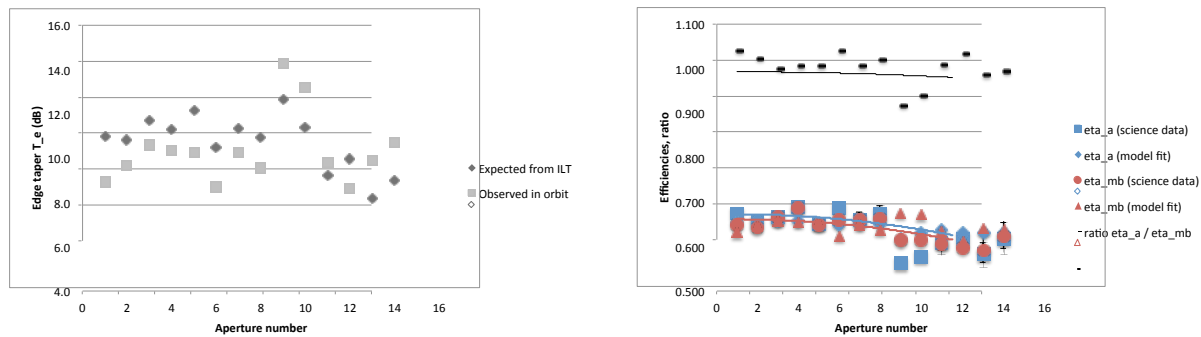 16.0
14.0
12.0
10.0
8.0
6.0
4.0
0 2 4 6 8 10 12 14 16
Edge taper T_e (dB)
Aperture number
Expected from ILT
Observed in orbit
1.100
1.000
0.900
0.800
0.700
0.600
0.500
0 2 4 6 8 10 12 14 16
Efficiencies, ratio
Aperture number
eta_a (science data)
eta_a (model fit)
eta_mb (science data)
eta_mb (model fit)
ratio eta_a / eta_mb